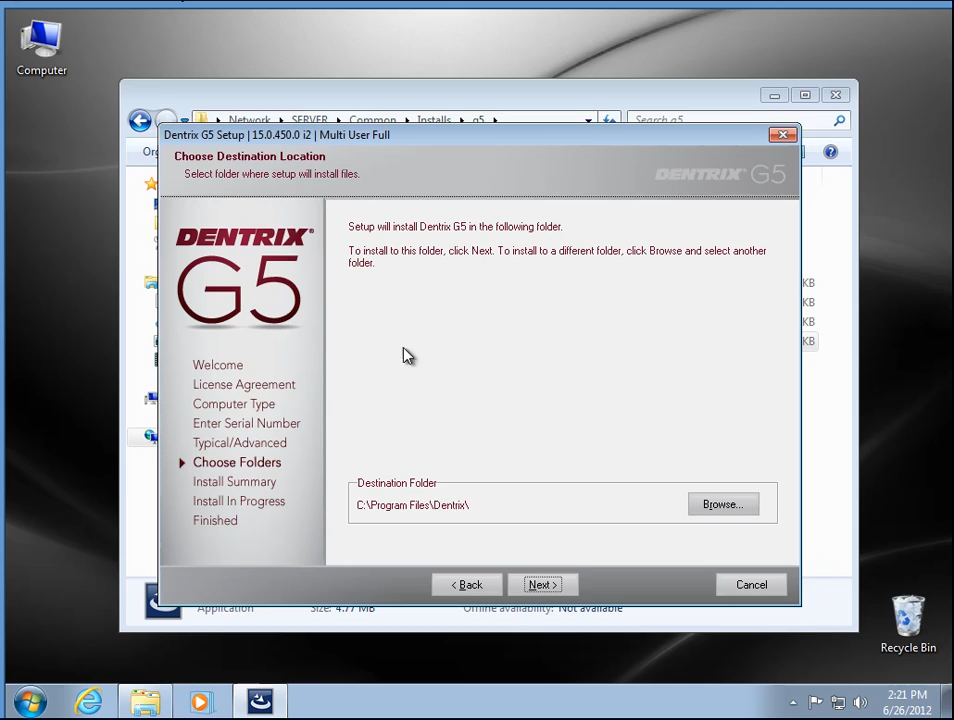 Computer
Network
SERVER
Common
Installs
g5
Search g5
Dentrix G5 Setup | 15.0.450.0 i2 | Multi User Full
Choose Destination Location
Select folder where setup will install files.
DENTRIX G5
DENTRIX
G5
Setup will install Dentrix G5 in the following folder.
To install to this folder, click Next. To install to a different folder, click Browse and select another
folder.
KB
KB
KB
KB
Welcome
License Agreement
Computer Type
Enter Serial Number
Typical/Advanced
Choose Folders
Install Summary
Install In Progress
Finished
Destination Folder
C:\Program Files\Dentrix\
Browse...
< Back
Next >
Cancel
Application
Size: 4.77 MB
Offline availability: Not available
Recycle Bin
2:21 PM
6/26/2012